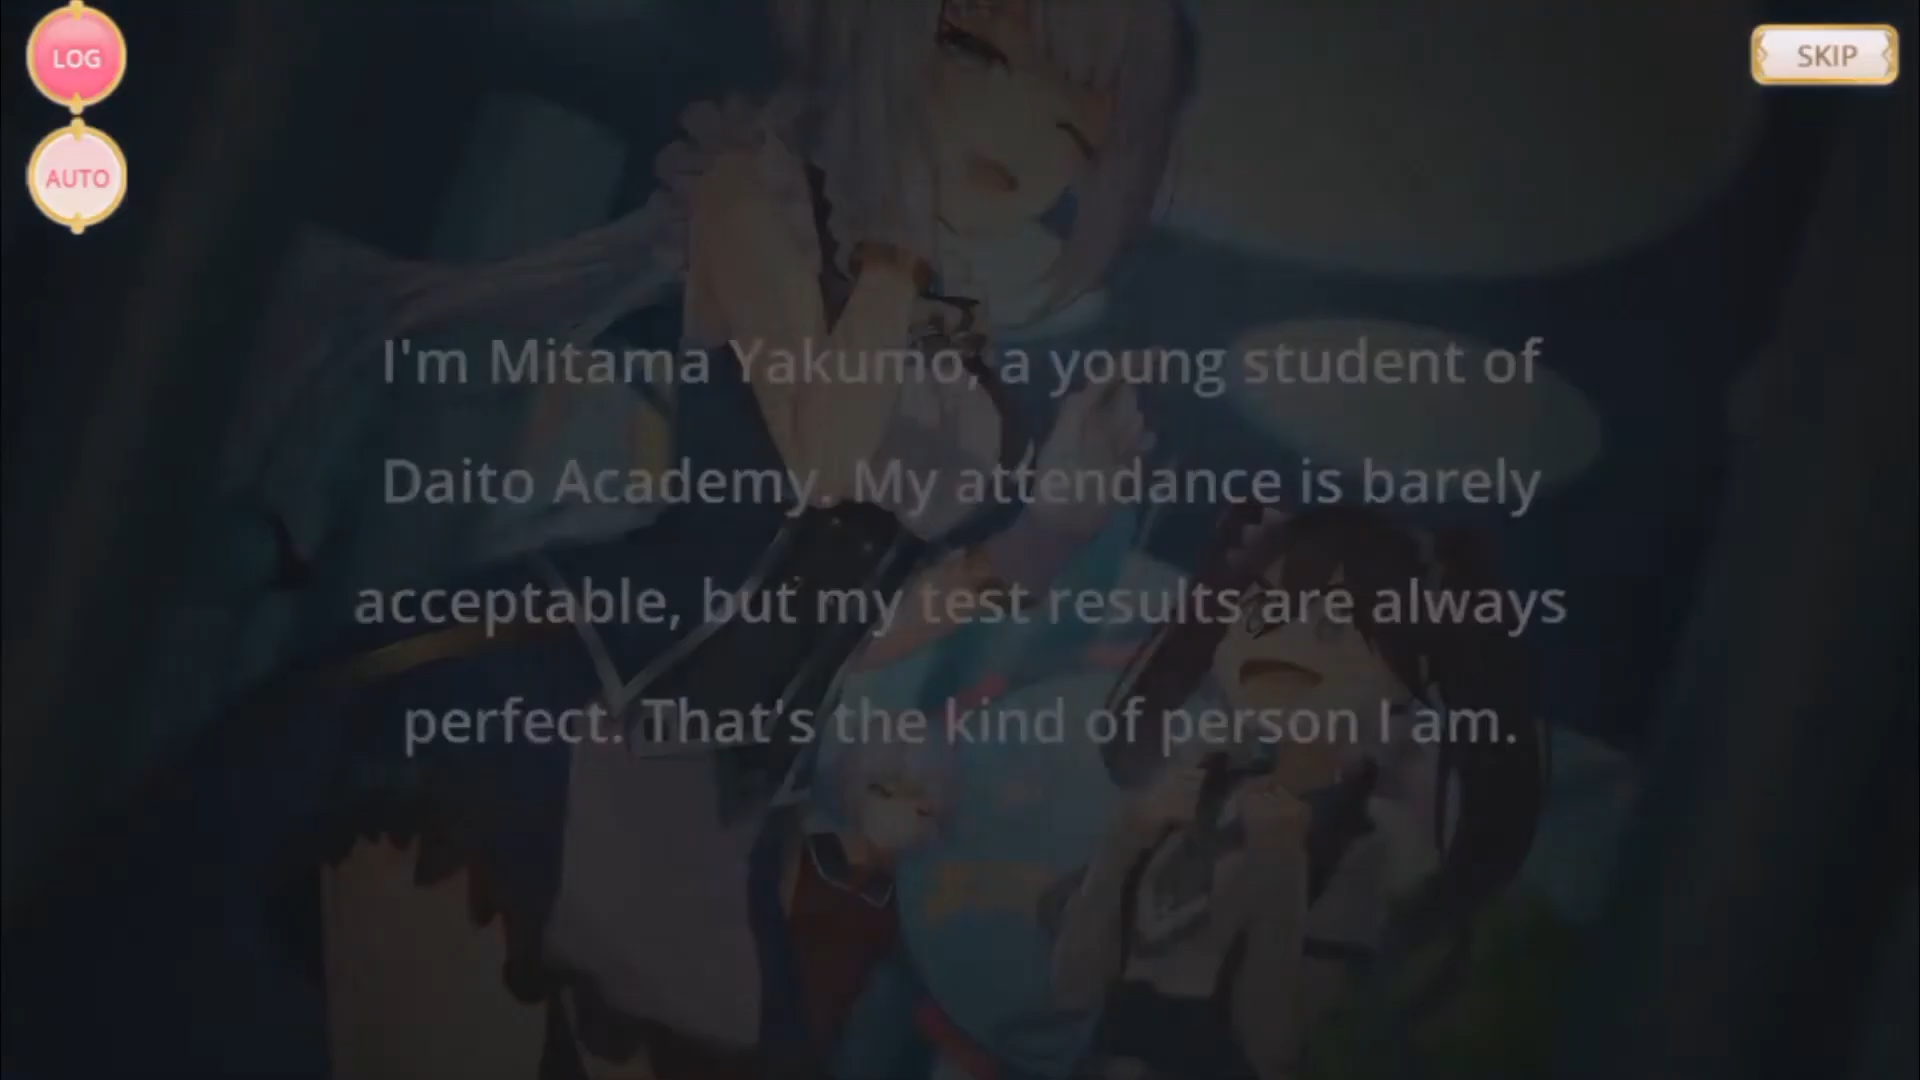 LOG
SKIP
AUTO
I'm Mitama Yakumo, a young student of
Daito Academy. My attendance is barely
acceptable, but my test results are always
perfect. That's the kind of person I am.